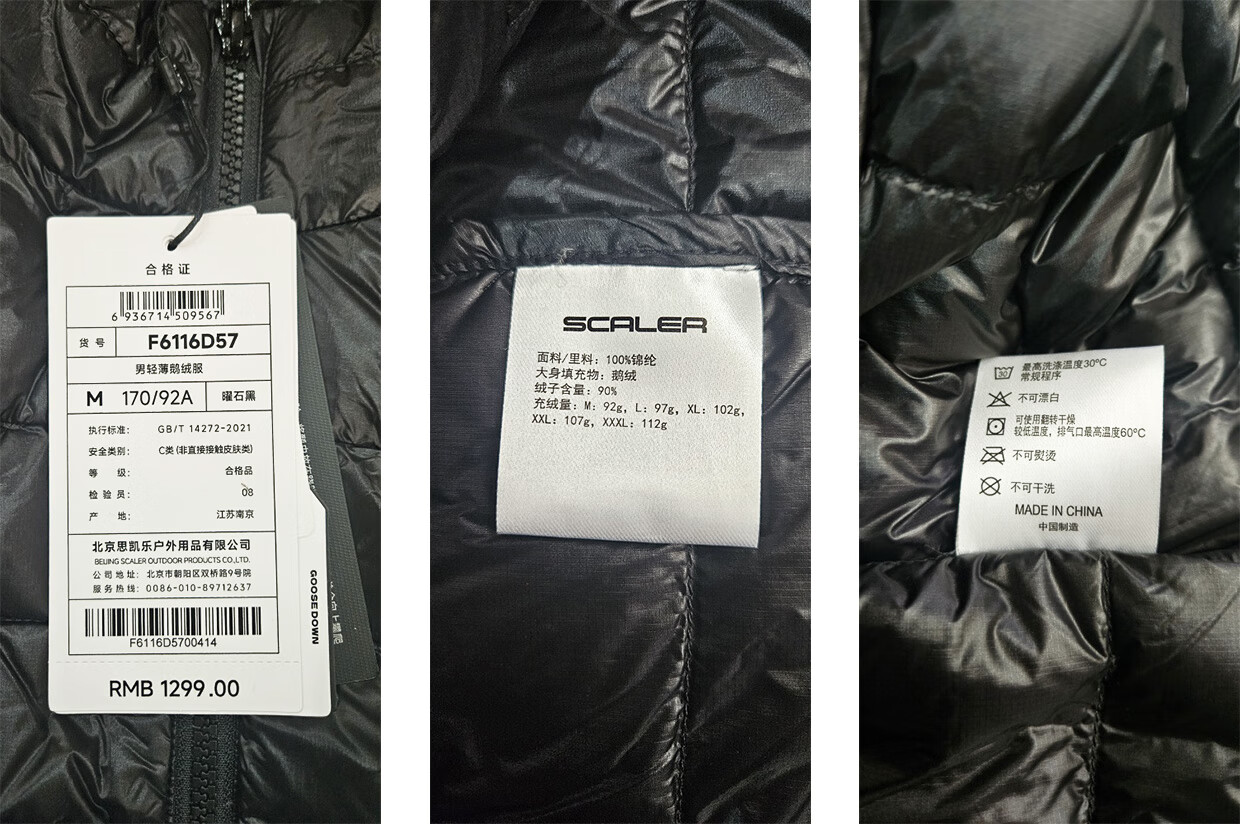 合格证
6 936714 509567
货号 F6116D57
男轻薄鹅绒服
M 170/92A 曜石黑
执行标准： GB/T 14272-2021
安全类别： C类 (非直接接触皮肤类)
等 级： 合格品
检 验 员： 08
产 地： 江苏南京
北京思凯乐户外用品有限公司
BEIJING SCALER OUTDOOR PRODUCTS CO.,LTD.
公司地址： 北京市朝阳区双桥路9号院
服务热线： 0086-010-89712637
F6116D5700414
RMB 1299.00
GOOSE DOWN
SCALER
面料/里料：100%锦纶
大身填充物：鹅绒
绒子含量：90%
充绒量：M：92g，L：97g，XL：102g，
XXL：107g，XXXL：112g
30 最高洗涤温度30°C
常规程序
不可漂白
可使用翻转干燥
较低温度，排气口最高温度60°C
不可熨烫
不可干洗
MADE IN CHINA
中国制造